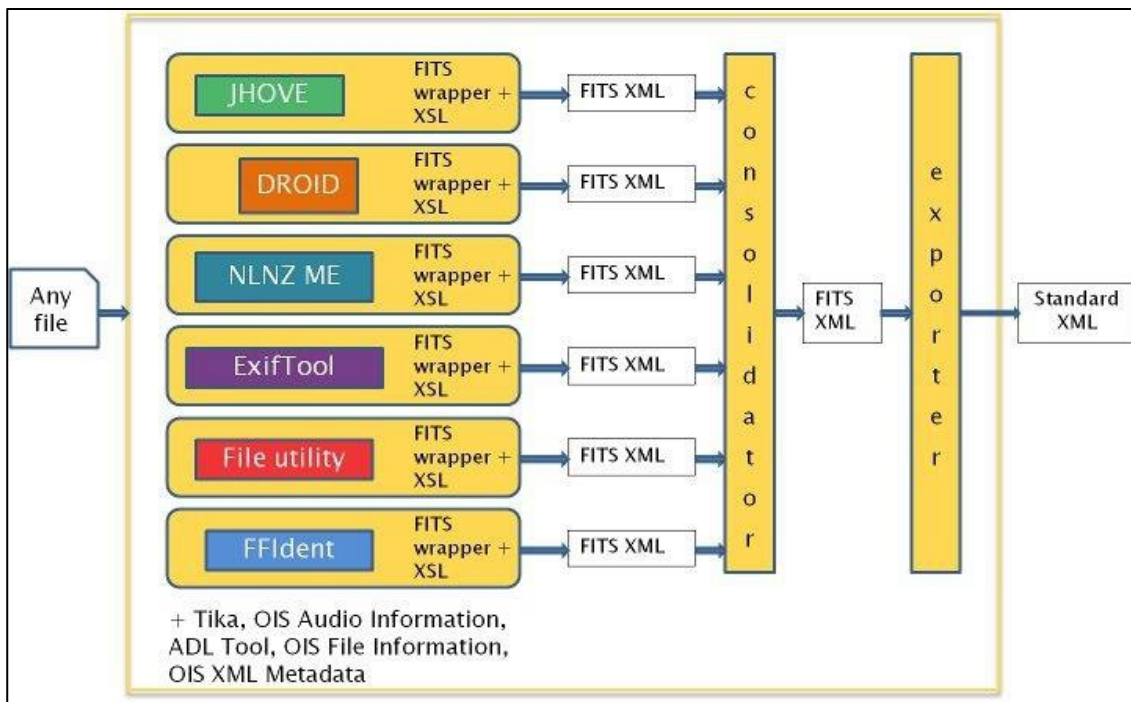 Any
file
JHOVE
FITS
wrapper +
XSL
FITS XML
DROID
FITS
wrapper +
XSL
FITS XML
NLNZ ME
FITS
wrapper +
XSL
FITS XML
ExifTool
FITS
wrapper +
XSL
FITS XML
File utility
FITS
wrapper +
XSL
FITS XML
FFIdent
FITS
wrapper +
XSL
FITS XML
+ Tika, OIS Audio Information,
ADL Tool, OIS File Information,
OIS XML Metadata
consolidator
FITS
XML
exporter
Standard
XML